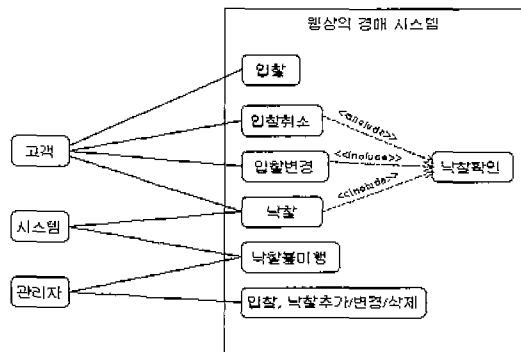 웹상의 경매 시스템
입찰
입찰취소
<<include>>
고객
입찰변경
<<include>>
낙찰확인
<<include>>
시스템
낙찰
낙찰불이행
관리자
입찰, 낙찰추가/변경/삭제